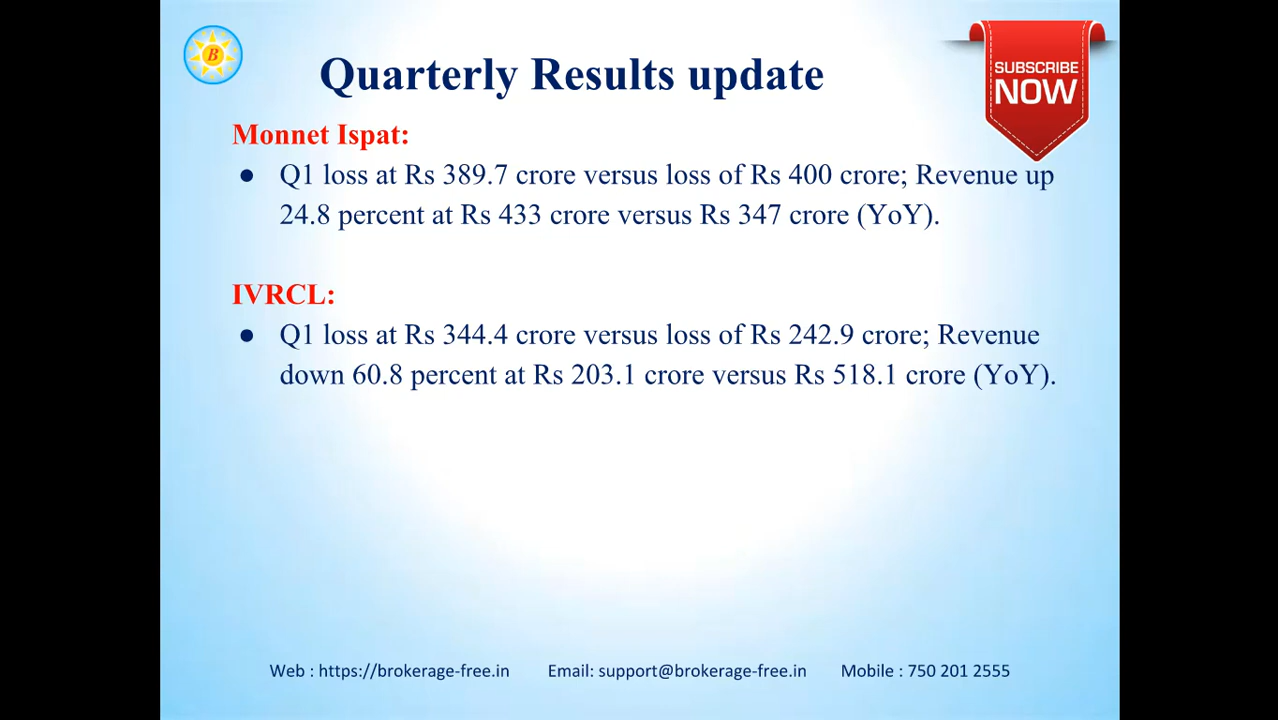 B
Quarterly Results update
SUBSCRIBE
NOW
Monnet Ispat:
● Q1 loss at Rs 389.7 crore versus loss of Rs 400 crore; Revenue up
24.8 percent at Rs 433 crore versus Rs 347 crore (YoY).
IVRCL:
● Q1 loss at Rs 344.4 crore versus loss of Rs 242.9 crore; Revenue
down 60.8 percent at Rs 203.1 crore versus Rs 518.1 crore (YoY).
Web : https://brokerage-free.in Email: support@brokerage-free.in Mobile : 750 201 2555